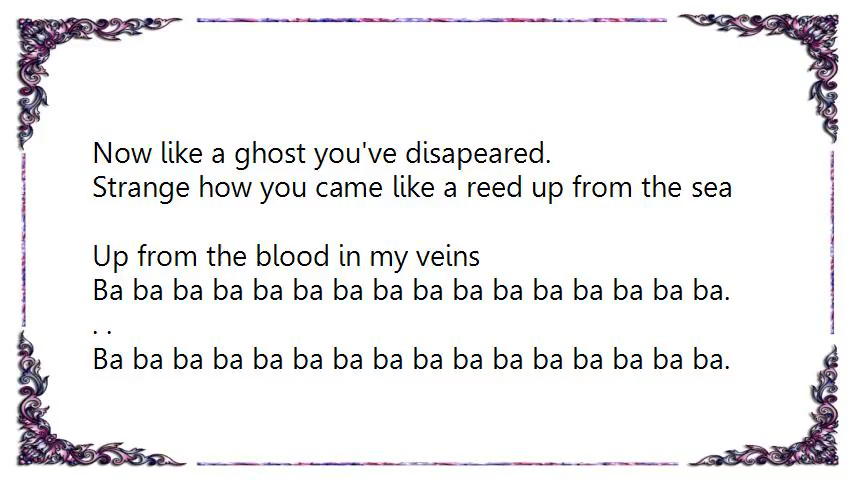 Now like a ghost you've disapeared.
Strange how you came like a reed up from the sea
Up from the blood in my veins
Ba ba ba ba ba ba ba ba ba ba ba ba ba ba ba ba.
. .
Ba ba ba ba ba ba ba ba ba ba ba ba ba ba ba ba.